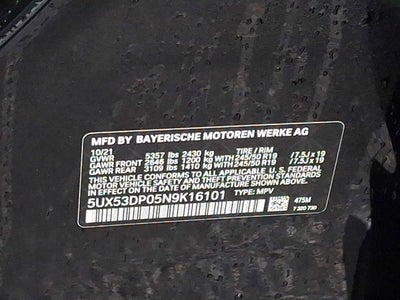 MFD BY BAYERISCHE MOTOREN WERKE AG
10/21 TIRE / RIM
GVWR 5357 lbs 2430 kg
GAWR FRONT 2646 lbs 1200 kg WITH 245/50 R19 /7.5J x 19
GAWR REAR 3109 lbs 1410 kg WITH 245/50 R19 /7.5J x 19
THIS VEHICLE CONFORMS TO ALL APPLICABLE U. S. FEDERAL
MOTOR VEHICLE SAFETY STANDARDS IN EFFECT ON THE
DATE OF MANUFACTURE SHOWN ABOVE.
5UX53DP05N9K16101 TYPE: MPV 475M
7 320 730